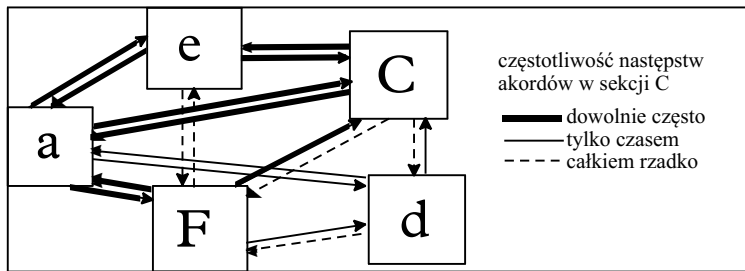 e
C
a
F
d
częstotliwość następstw
akordów w sekcji C
dowolnie często
tylko czasem
całkiem rzadko